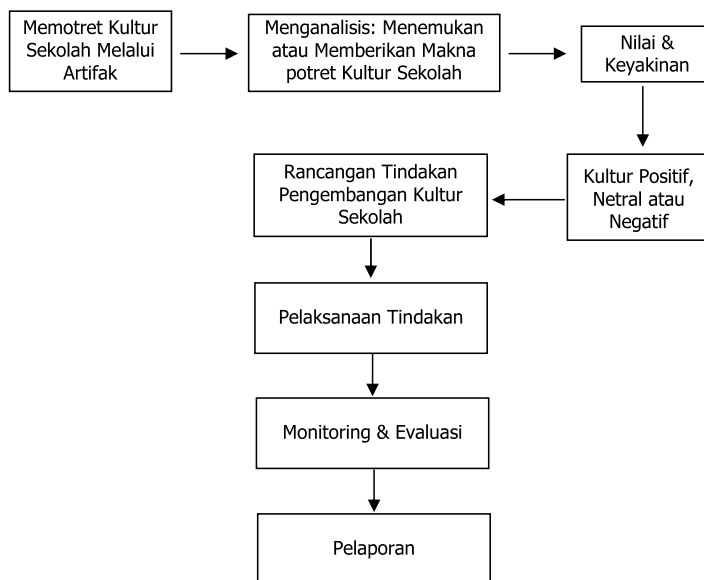 Memotret Kultur
Sekolah Melalui
Artifak
Menganalisis: Menemukan
atau Memberikan Makna
potret Kultur Sekolah
Nilai &
Keyakinan
Kultur Positif,
Netral atau
Negatif
Rancangan Tindakan
Pengembangan Kultur
Sekolah
Pelaksanaan Tindakan
Monitoring & Evaluasi
Pelaporan